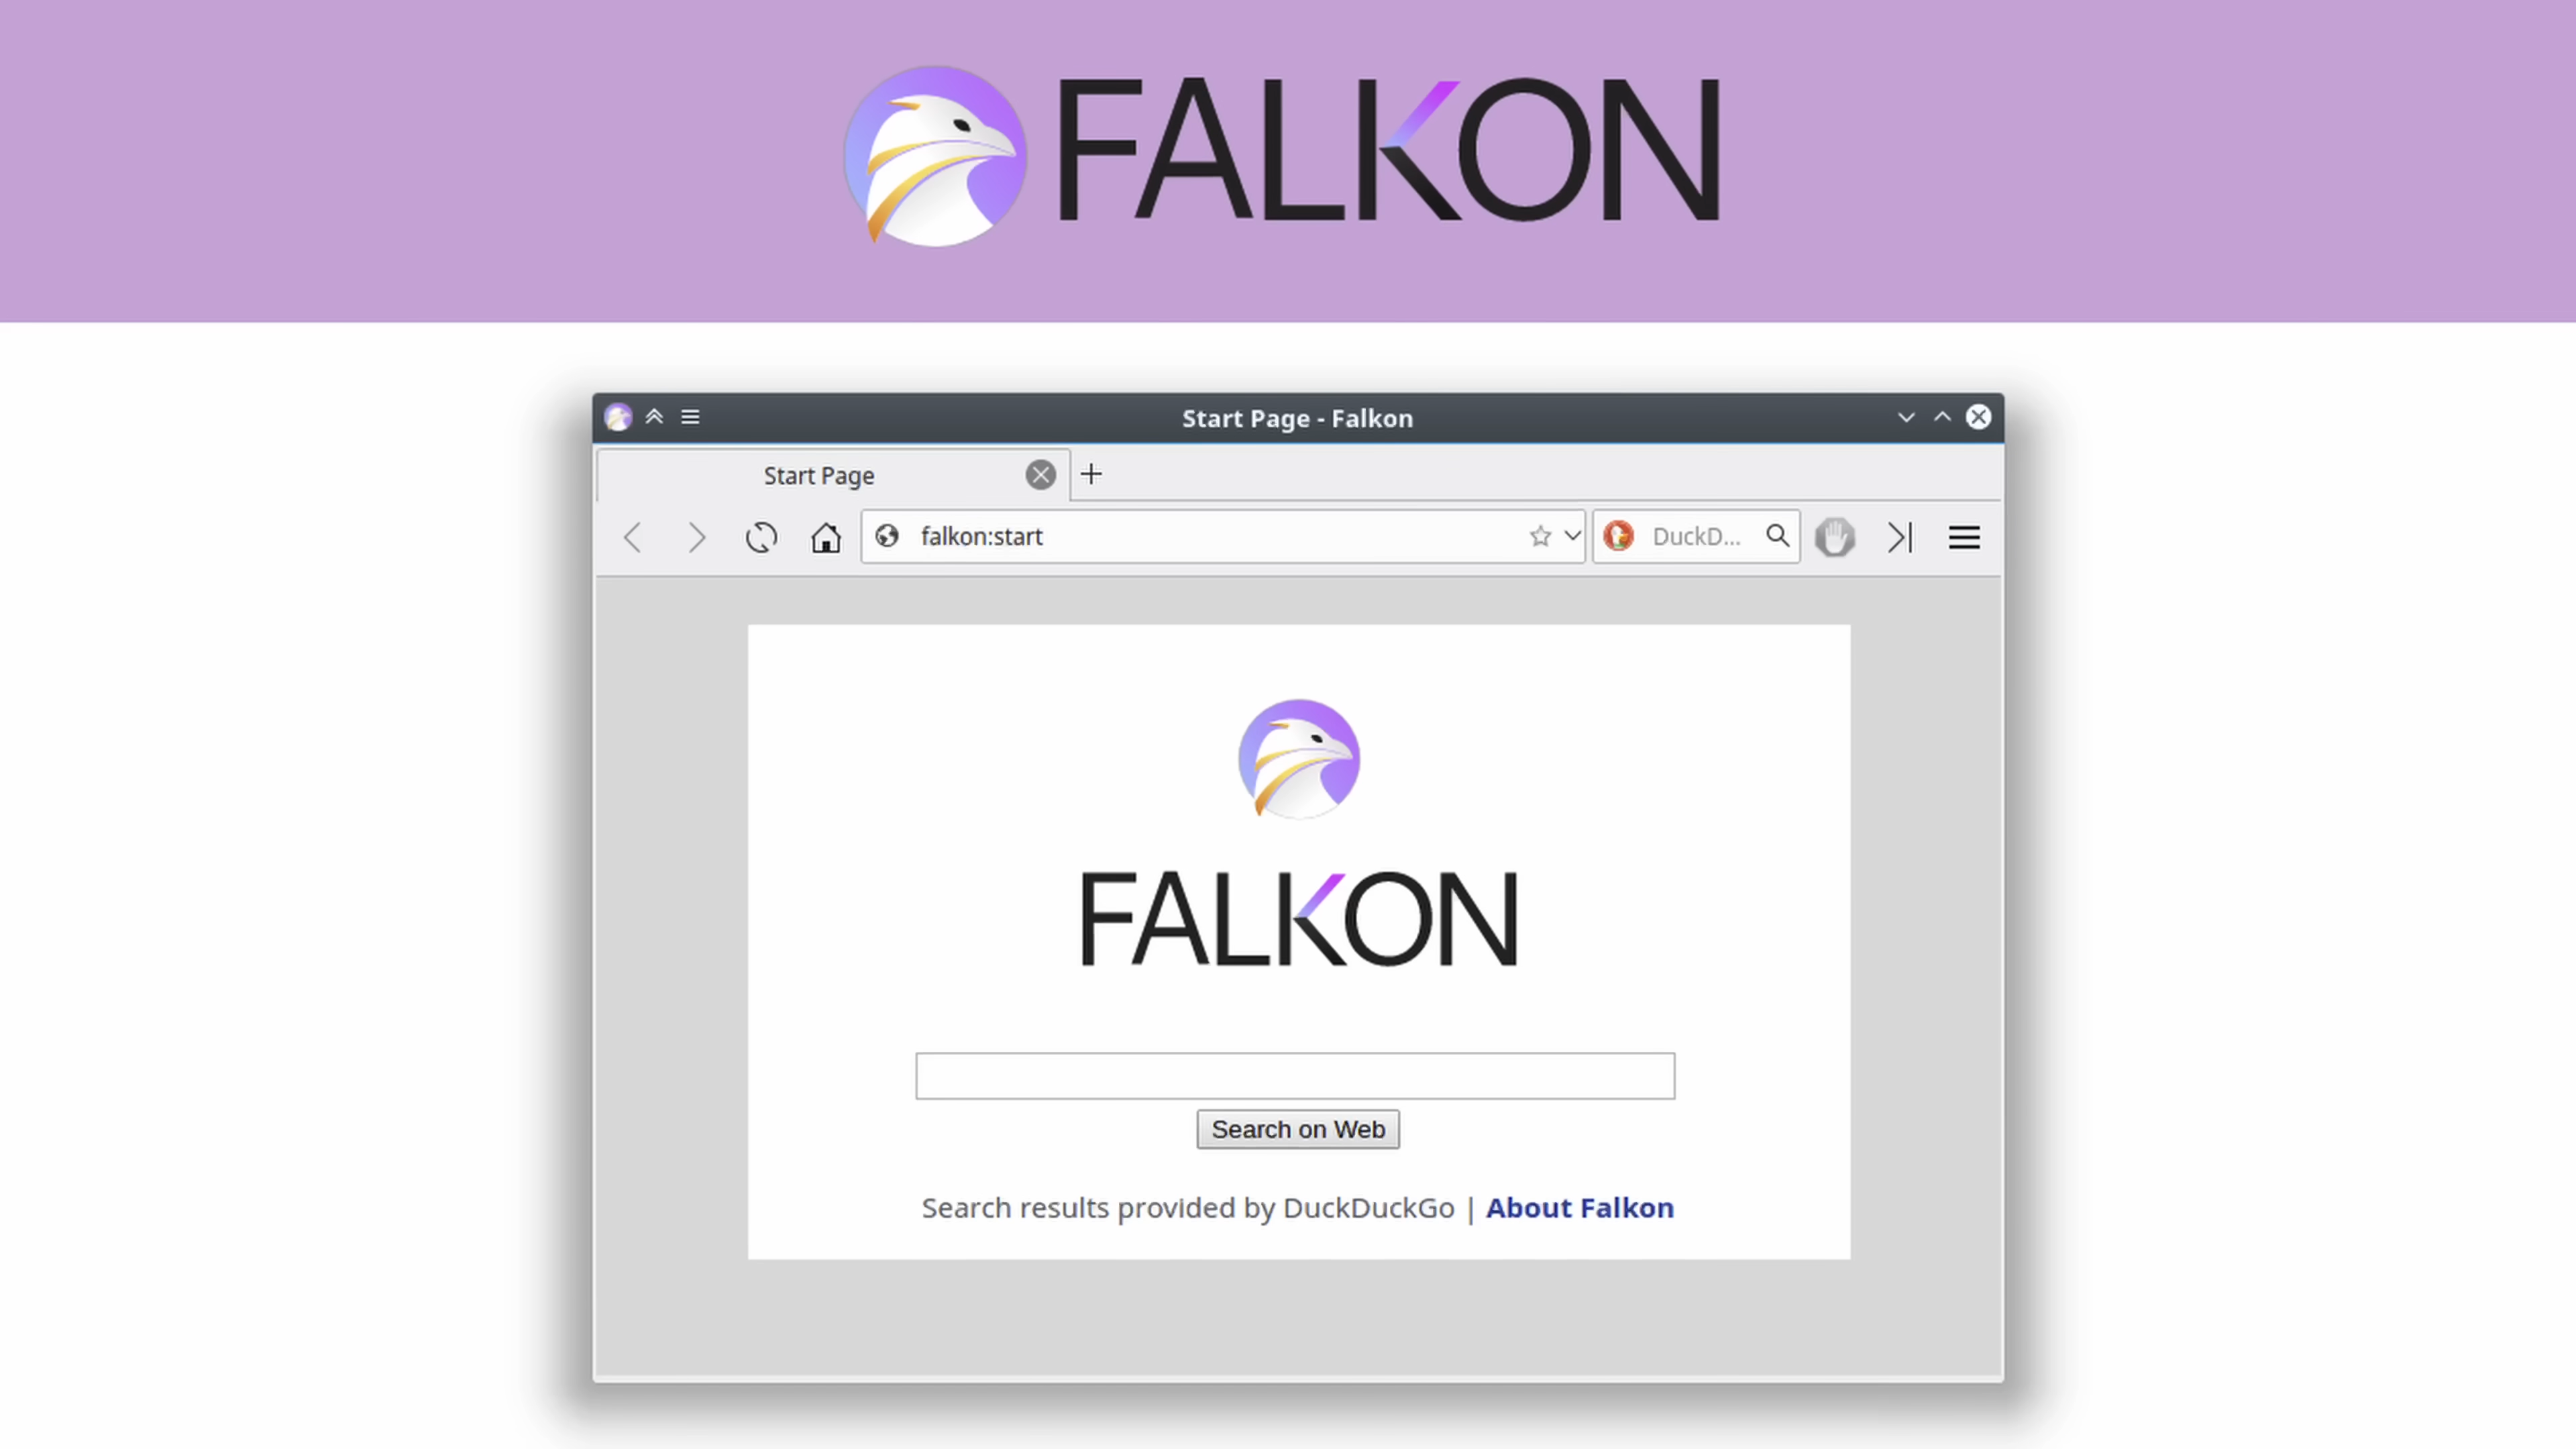 FALKON
Start Page - Falkon
Start Page
falkon:start
DuckD...
FALKON
Search on Web
Search results provided by DuckDuckGo | About Falkon